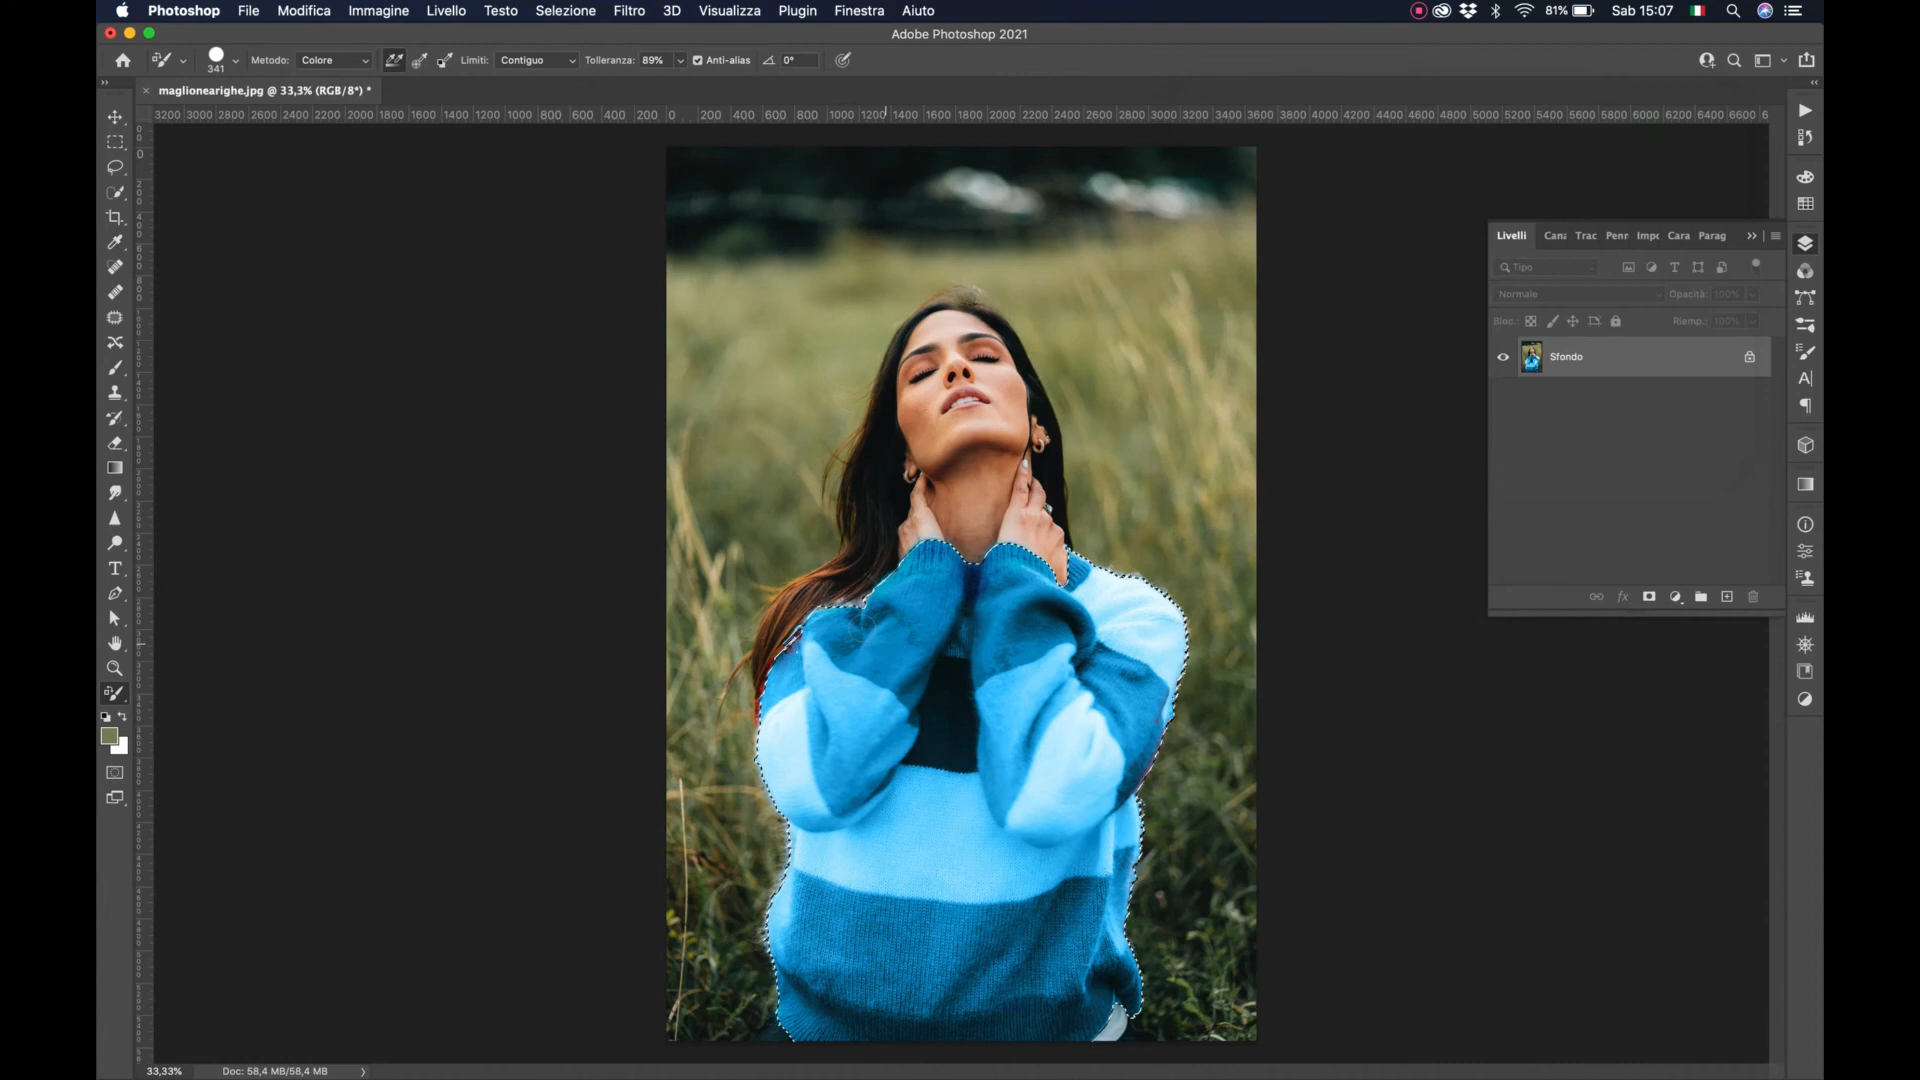 Photoshop File Modifica Immagine Livello Testo Selezione Filtro 3D Visualizza Plugin Finestra Aiuto 81% Sab 15:07
Adobe Photoshop 2021
341 Metodo: Colore Limiti: Contiguo Tolleranza: 89% Anti-alias 0°
maglionearighe.jpg @ 33,3% (RGB/8*) *
3200 3000 2800 2600 2400 2200 2000 1800 1600 1400 1200 1000 800 600 400 200 0 200 400 600 800 1000 1200 1400 1600 1800 2000 2200 2400 2600 2800 3000 3200 3400 3600 3800 4000 4200 4400 4600 4800 5000 5200 5400 5600 5800 6000 6200 6400 6600 6
Livelli Cana Trac Penn Impo Cara Parag
Tipo
Normale Opacità: 100%
Bloc.: Riemp.: 100%
Sfondo
fx
33,33% Doc: 58,4 MB/58,4 MB